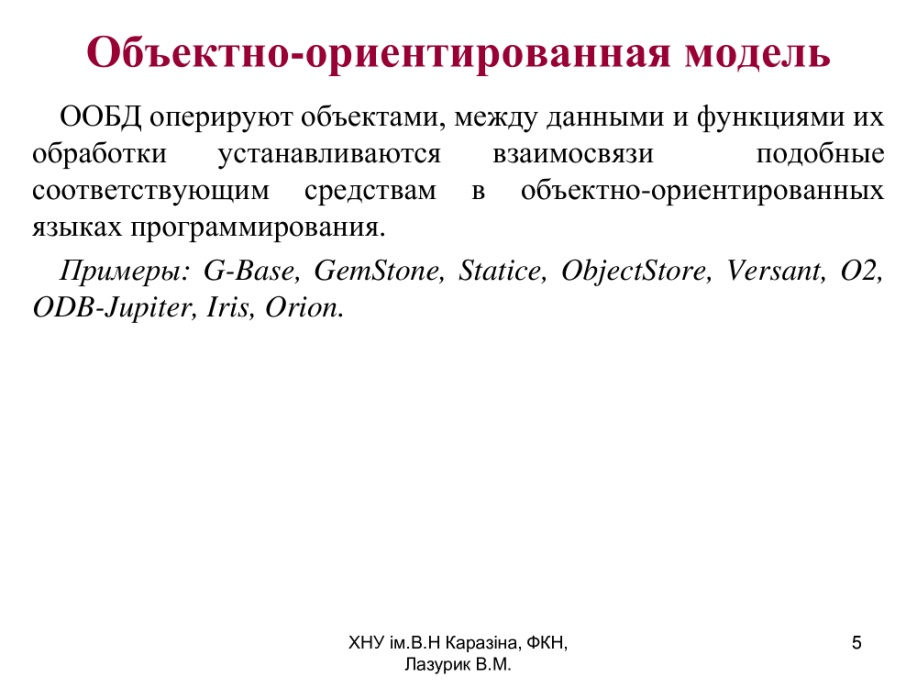 Объектно-ориентированная модель
ООБД оперируют объектами, между данными и функциями их
обработки устанавливаются взаимосвязи подобные
соответствующим средствам в объектно-ориентированных
языках программирования.
Примеры: G-Base, GemStone, Statice, ObjectStore, Versant, O2,
ODB-Jupiter, Iris, Orion.
ХНУ ім.В.Н Каразіна, ФКН,
Лазурик В.М.
5